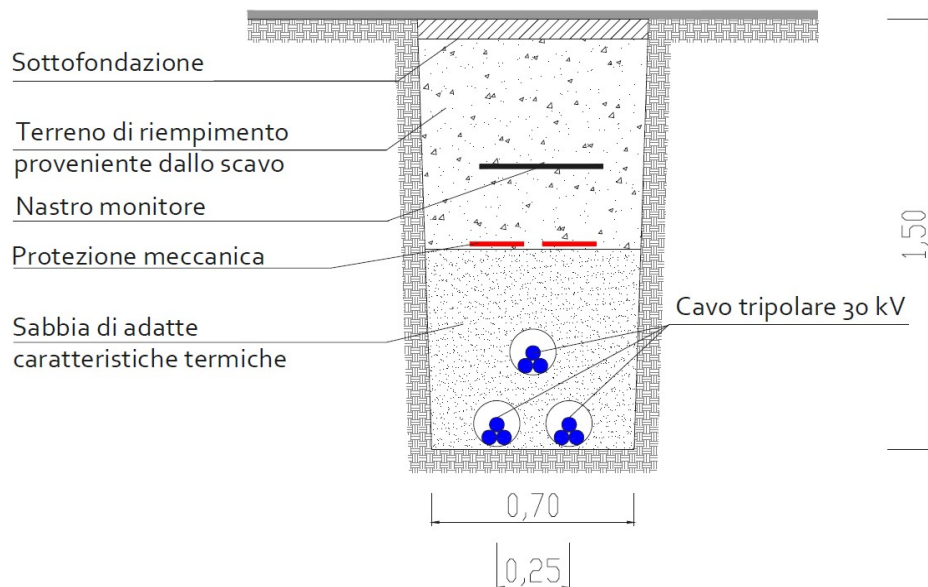 Sottofondazione
Terreno di riempimento
proveniente dallo scavo
Nastro monitore
Protezione meccanica
Sabbia di adatte
caratteristiche termiche
Cavo tripolare 30 kV
1,50
0,70
0,25